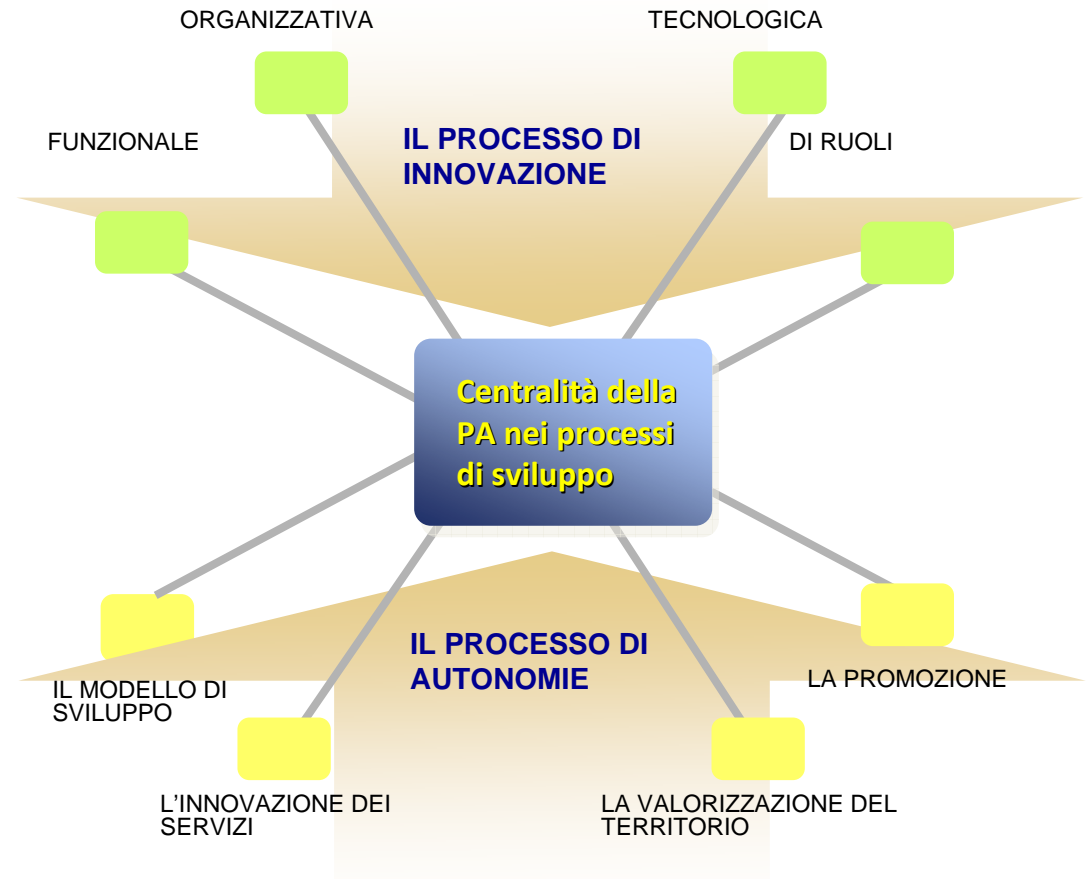 ORGANIZZATIVA
TECNOLOGICA
FUNZIONALE
IL PROCESSO DI
INNOVAZIONE
DI RUOLI
Centralità della
PA nei processi
di sviluppo
IL PROCESSO DI
AUTONOMIE
IL MODELLO DI
SVILUPPO
LA PROMOZIONE
L'INNOVAZIONE DEI
SERVIZI
LA VALORIZZAZIONE DEL
TERRITORIO